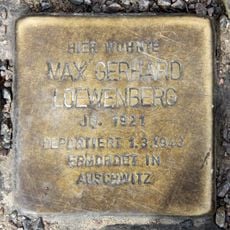 HIER WOHNTE
MAX GERHARD
LOEWENBERG
JG. 1921
DEPORTIERT 1.3.1943
ERMORDET IN
AUSCHWITZ